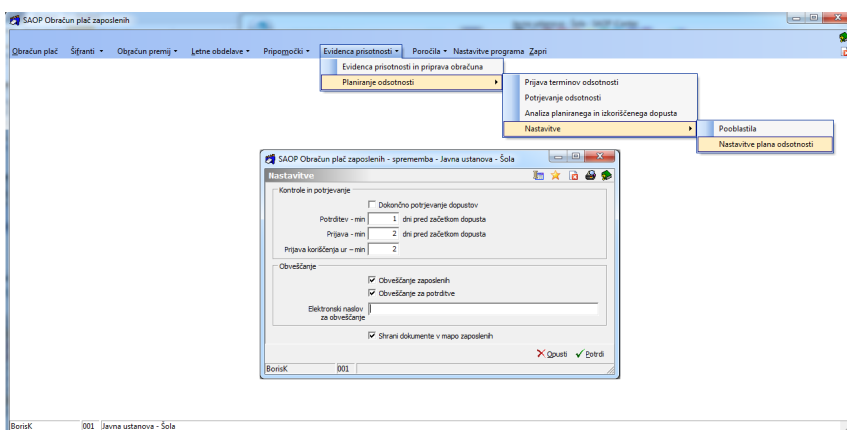 SAOP Obračun plač zaposlenih
Obračun plač Šifranti Obračun premij Letne obdelave Pripomočki Evidenca prisotnosti Poročila Nastavitve programa Zapri
Evidenca prisotnosti in priprava obračuna
Planiranje odsotnosti
Prijava terminov odsotnosti
Potrjevanje odsotnosti
Analiza planiranega in izkoriščenega dopusta
Nastavitve
Pooblastila
Nastavitve plana odsotnosti
SAOP Obračun plač zaposlenih - sprememba - Javna ustanova - Šola
Nastavitve
Kontrole in potrjevanje
Dokončno potrjevanje dopustov
Potrditev - min 1 dni pred začetkom dopusta
Prijava - min 2 dni pred začetkom dopusta
Prijava koriščenja ur – min 2
Obveščanje
Obveščanje zaposlenih
Obveščanje za potrditve
Elektronski naslov
za obveščanje
Shrani dokumente v mapo zaposlenih
Opusti Potrdi
BorisK 001
BorisK 001 Javna ustanova - Šola